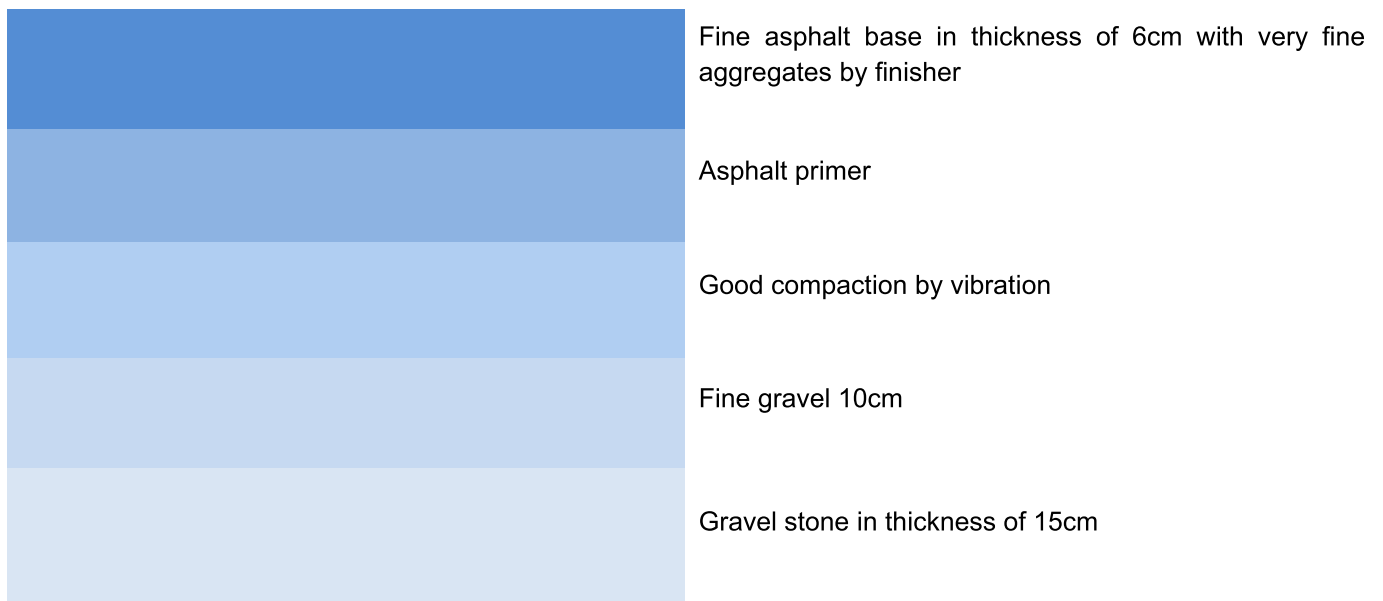 Fine asphalt base in thickness of 6cm with very fine
aggregates by finisher
Asphalt primer
Good compaction by vibration
Fine gravel 10cm
Gravel stone in thickness of 15cm